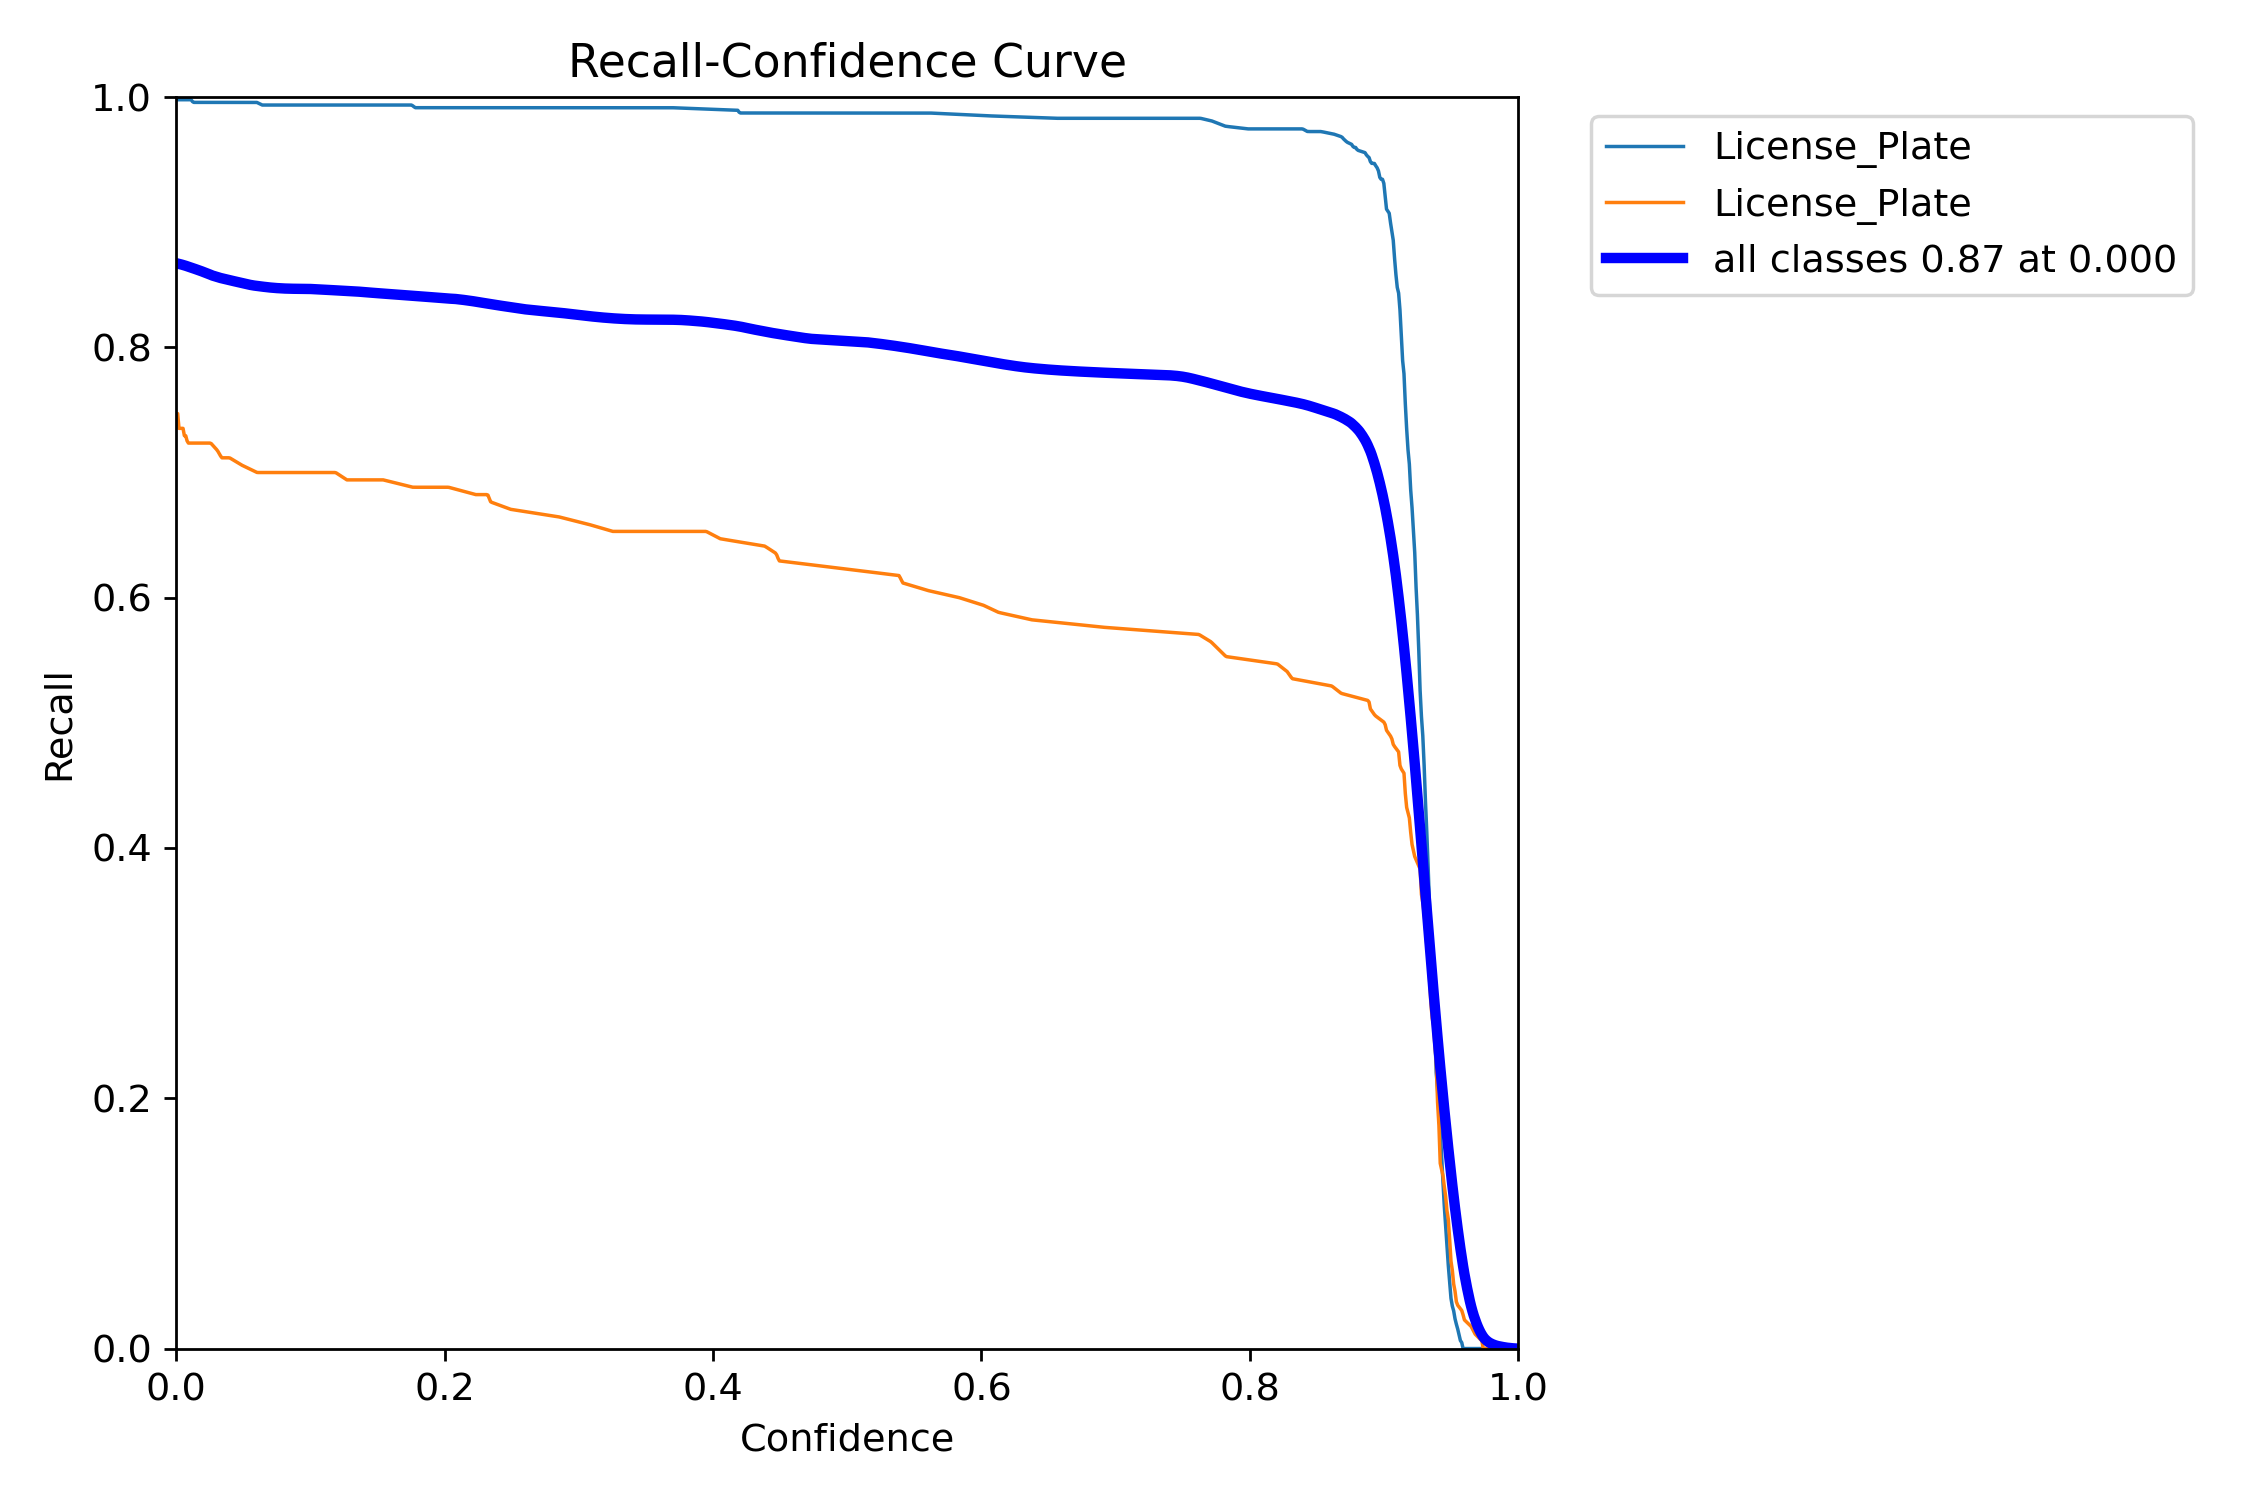 Recall-Confidence Curve
1.0
0.8
0.6
0.4
0.2
0.0
Recall
0.0 0.2 0.4 0.6 0.8 1.0
Confidence
License_Plate
License_Plate
all classes 0.87 at 0.000